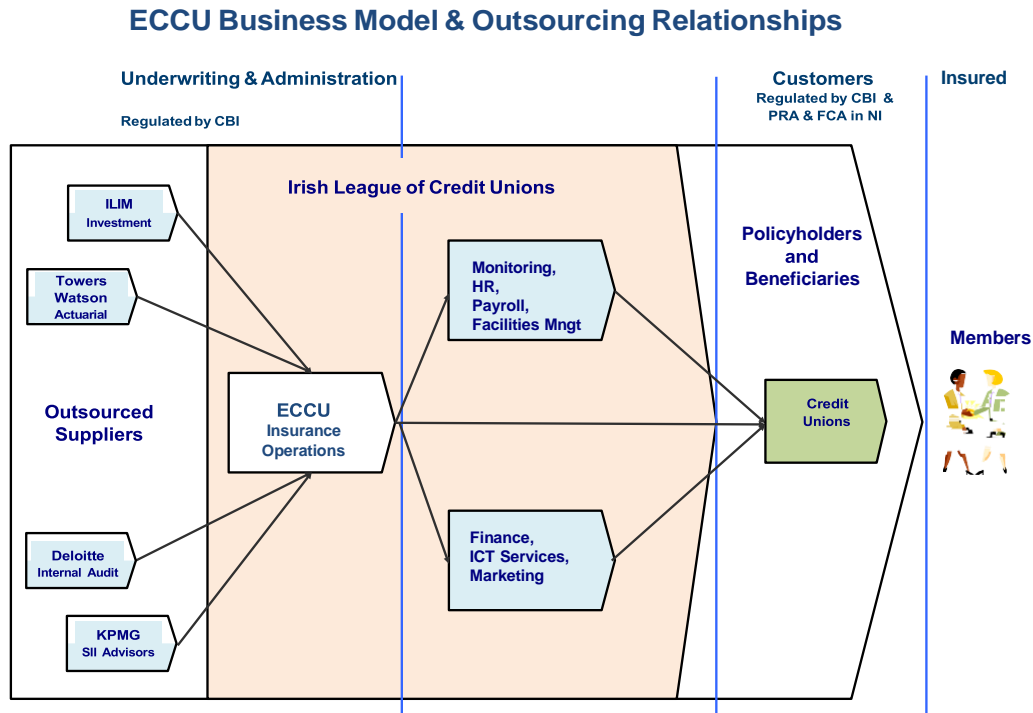 ECCU Business Model & Outsourcing Relationships
Underwriting & Administration
Regulated by CBI
Customers
Regulated by CBI &
PRA & FCA in NI
Insured
Irish League of Credit Unions
ILIM
Investment
Towers
Watson
Actuarial
Outsourced
Suppliers
Deloitte
Internal Audit
KPMG
SII Advisors
ECCU
Insurance
Operations
Monitoring,
HR,
Payroll,
Facilities Mngt
Finance,
ICT Services,
Marketing
Policyholders
and
Beneficiaries
Credit
Unions
Members